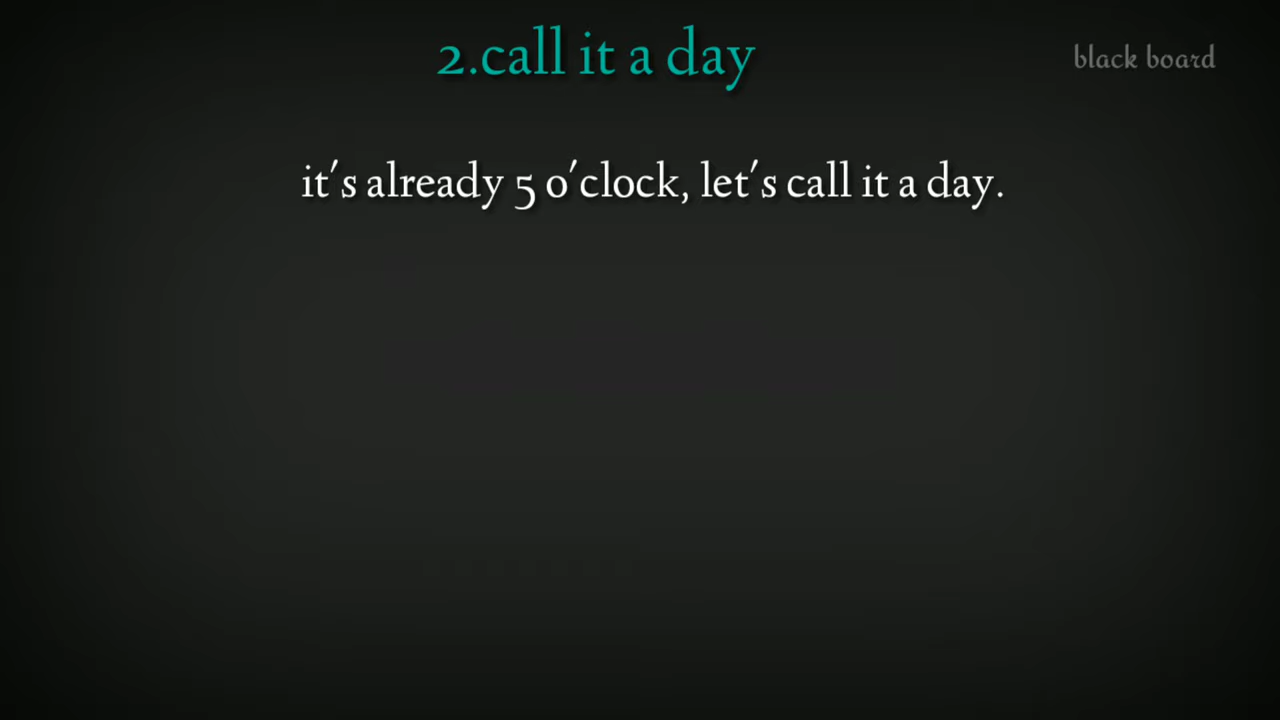 2.call it a day
black board
it's already 5 o'clock, let's call it a day.